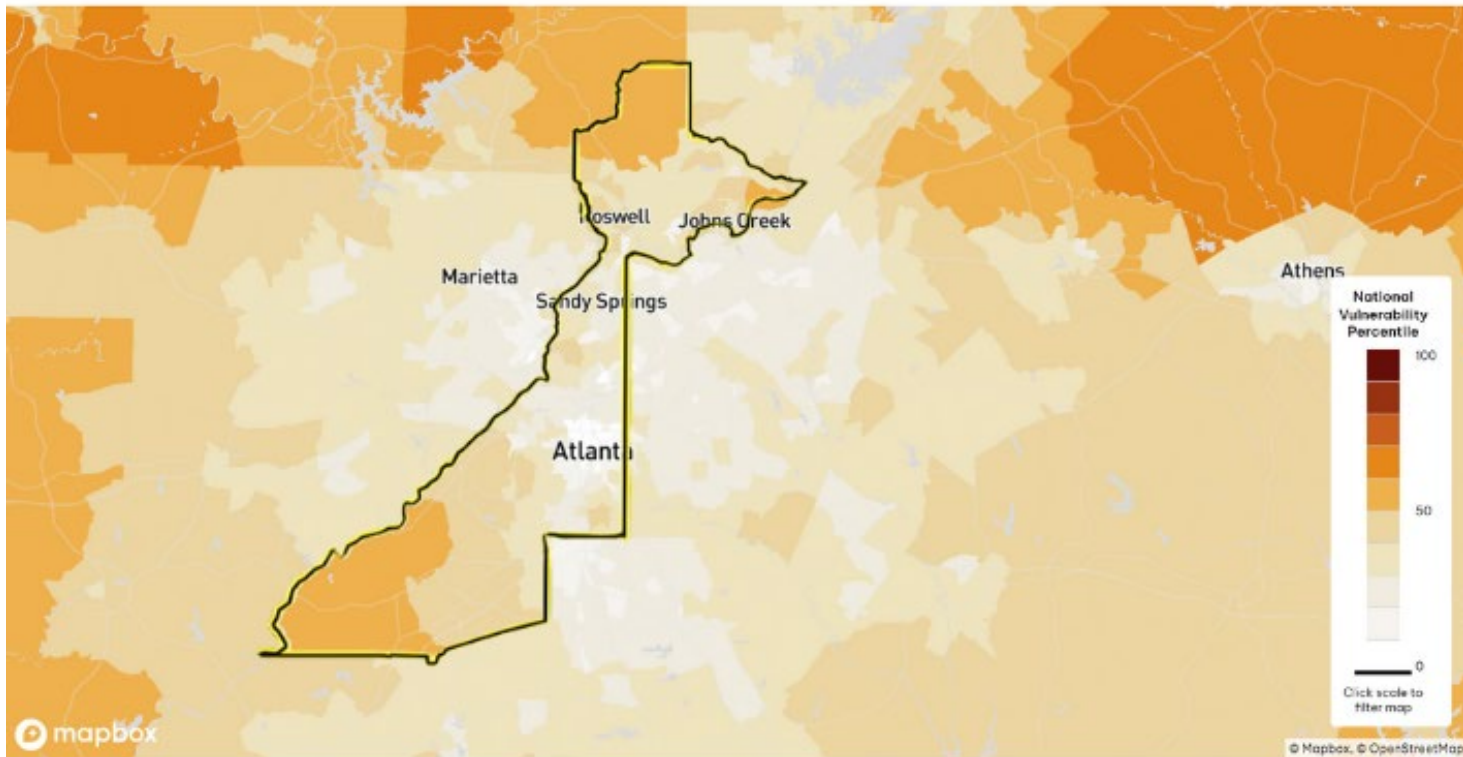 Roswell
Johns Creek
Marietta
Athens
Sandy Springs
Atlanta
National
Vulnerability
Percentile
100
50
0
Click scale to
filter map
mapbox
© Mapbox, © OpenStreetMap